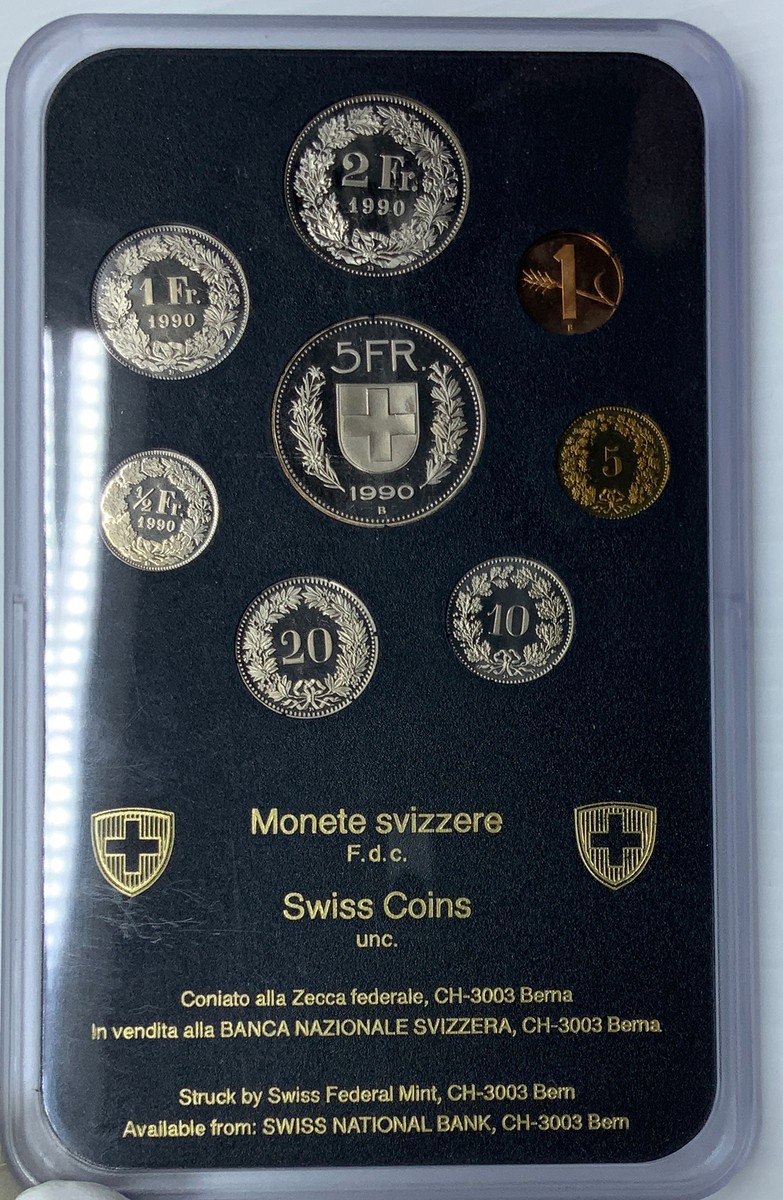 2 Fr.
1990
B
1 Fr.
1990
1
B
5 FR.
1990
B
5
½ Fr.
1990
20
10
Monete svizzere
F. d. c.
Swiss Coins
unc.
Coniato alla Zecca federale, CH-3003 Berna
In vendita alla BANCA NAZIONALE SVIZZERA, CH-3003 Berna
Struck by Swiss Federal Mint, CH-3003 Bern
Available from: SWISS NATIONAL BANK, CH-3003 Bern